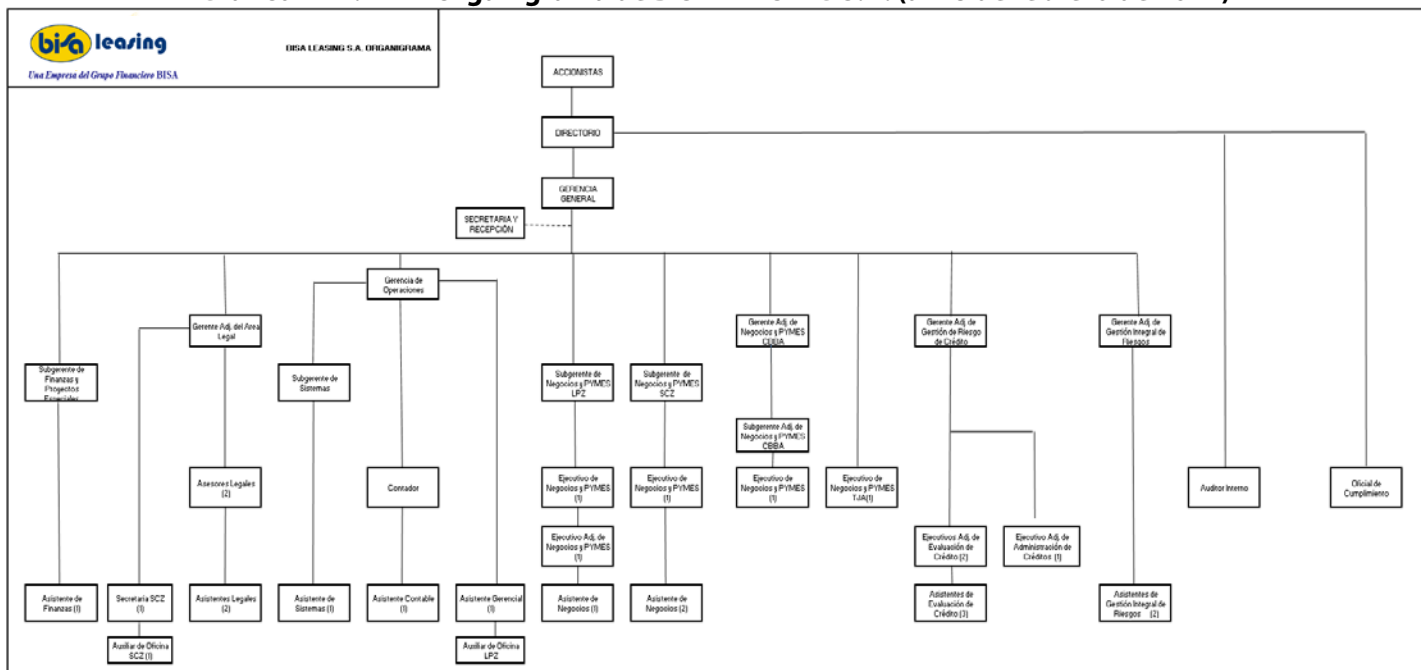 bisa leasing
Una Empresa del Grupo Financiero BISA
BISA LEASING S.A. ORGANIGRAMA
ACCIONISTAS
DIRECTORIO
GERENCIA
GENERAL
SECRETARIA Y
RECEPCIÓN
Gerencia de
Operaciones
Gerente Adj. del Area
Legal
Gerente Adj. de
Negocios y PYMES
CBBA
Gerente Adj. de
Gestión de Riesgo
de Crédito
Gerente Adj. de
Gestión Integral de
Riesgos
Subgerente de
Finanzas y
Proyectos
Especiales
Subgerente de
Sistemas
Subgerente de
Negocios y PYMES
LPZ
Subgerente de
Negocios y PYMES
SCZ
Subgerente Adj. de
Negocios y PYMES
CBBA
Asesores Legales
(2)
Contador
Ejecutivo de
Negocios y PYMES
(1)
Ejecutivo de
Negocios y PYMES
(1)
Ejecutivo de
Negocios y PYMES
(1)
Ejecutivo de
Negocios y PYMES
TJA(1)
Auditor Interno
Oficial de
Cumplimiento
Ejecutivo Adj. de
Negocios y PYMES
(1)
Ejecutivos Adj. de
Evaluación de
Crédito (2)
Ejecutivo Adj. de
Administración de
Créditos (1)
Asistente de
Finanzas (1)
Secretaria SCZ
(1)
Asistentes Legales
(2)
Asistente de
Sistemas (1)
Asistente Contable
(1)
Asistente Gerencial
(1)
Asistente de
Negocios (1)
Asistente de
Negocios (2)
Asistentes de
Evaluación de
Crédito (3)
Asistentes de
Gestión Integral de
Riesgos (2)
Auxiliar de Oficina
SCZ (1)
Auxiliar de Oficina
LPZ